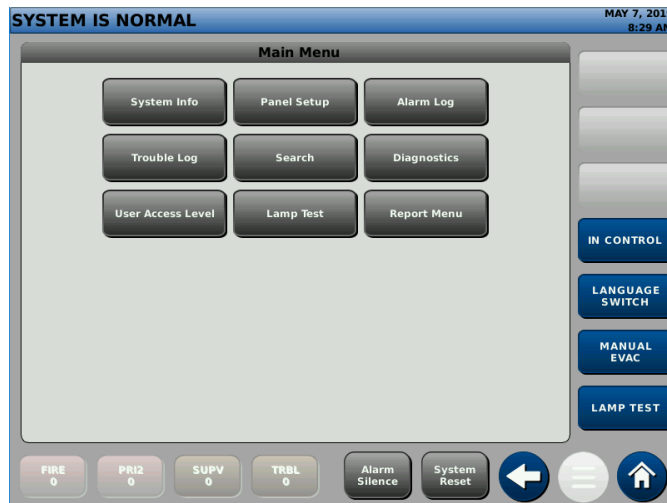 SYSTEM IS NORMAL
MAY 7, 201
8:29 AM
Main Menu
System Info
Panel Setup
Alarm Log
Trouble Log
Search
Diagnostics
User Access Level
Lamp Test
Report Menu
IN CONTROL
LANGUAGE
SWITCH
MANUAL
EVAC
LAMP TEST
FIRE
0
PRI2
0
SUPV
0
TRBL
0
Alarm
Silence
System
Reset